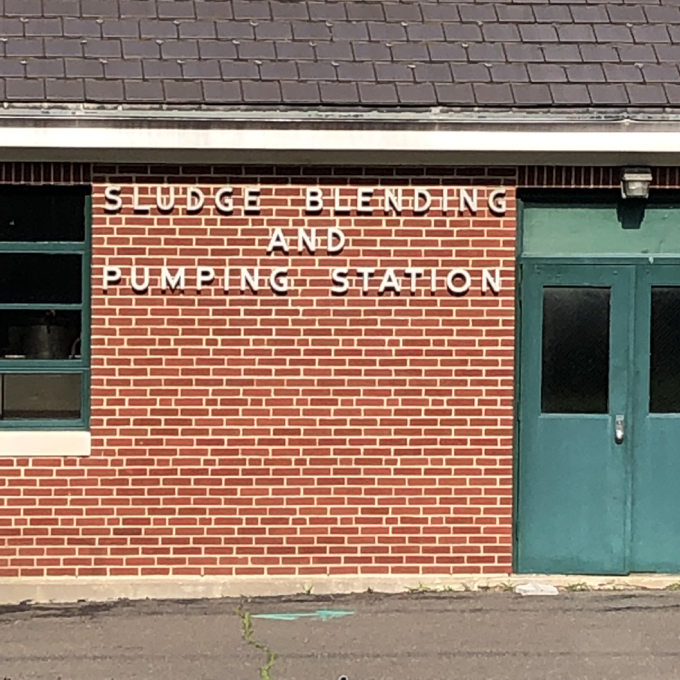 SLUDGE BLENDING
AND
PUMPING STATION